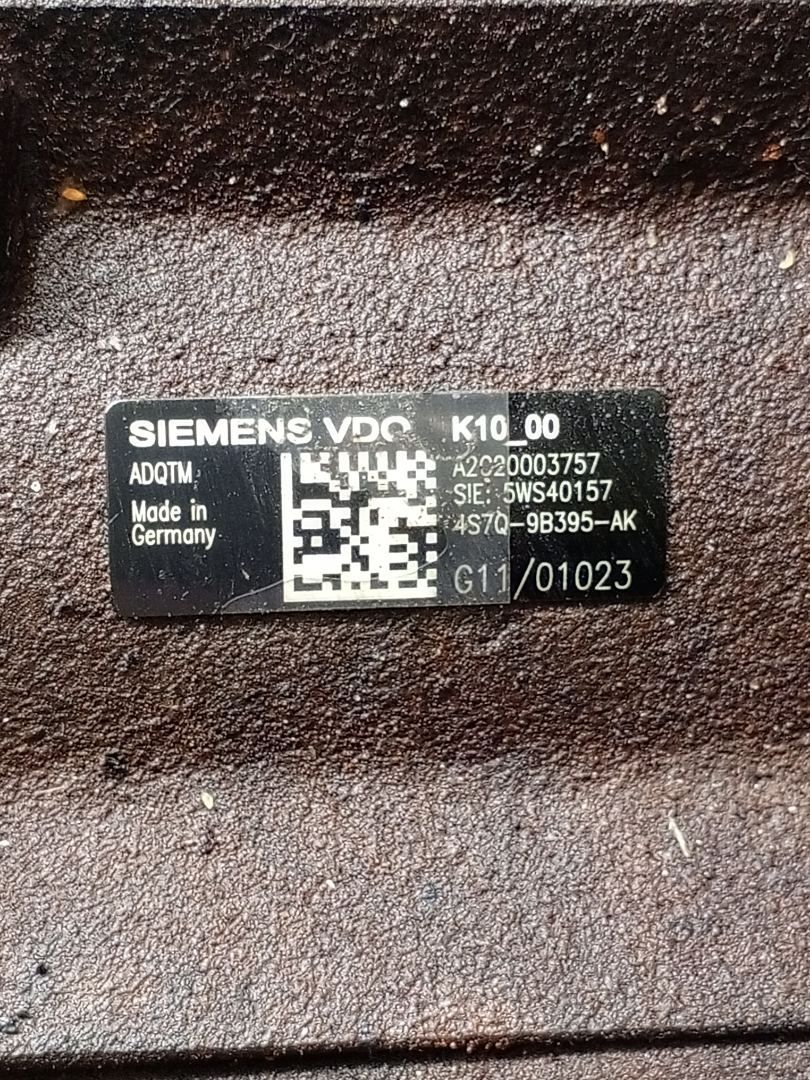 SIEMENS VDO K10_00
ADQTM
A2C20003757
SIE: 5WS40157
Made in
Germany
4S7Q-9B395-AK
G11/01023